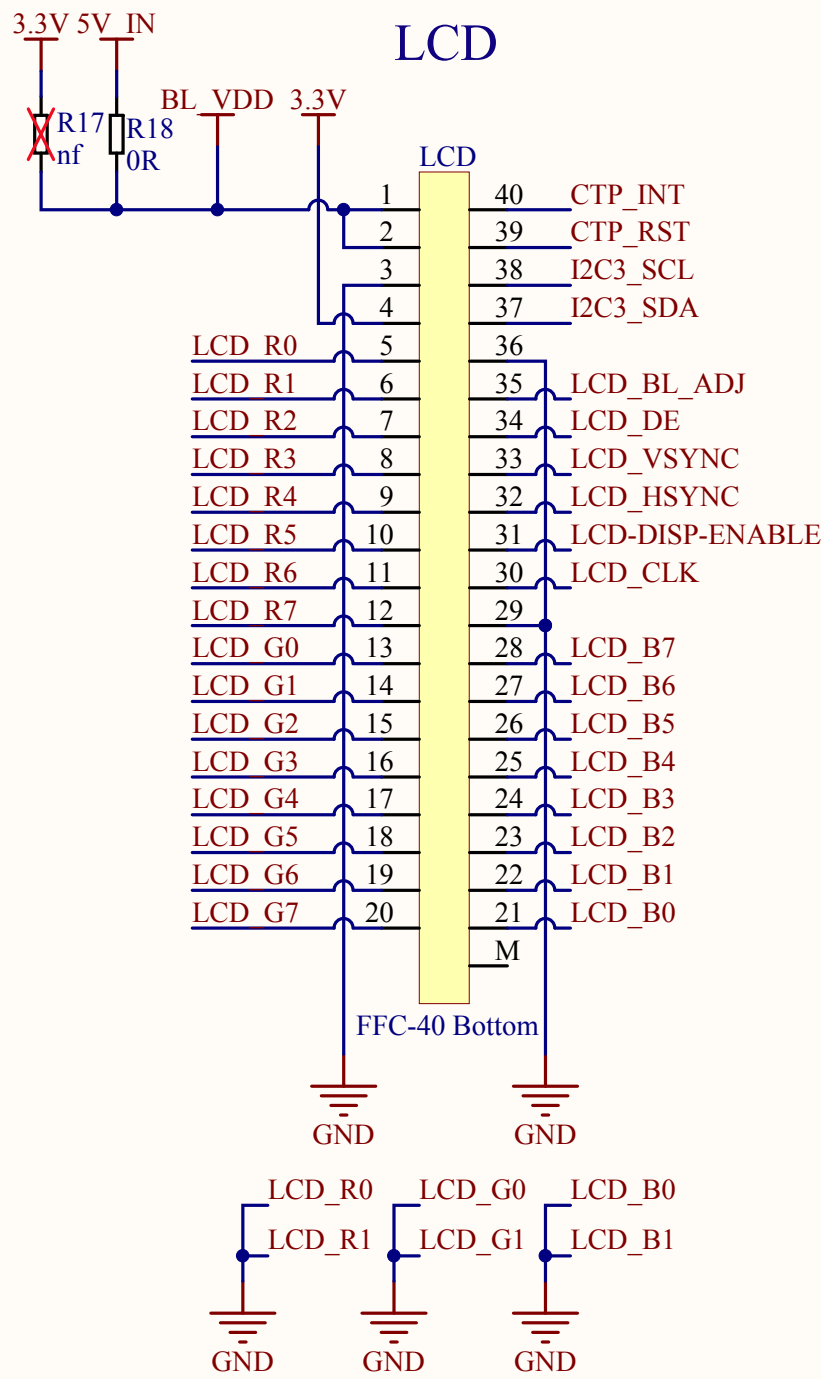 LCD
3.3V 5V_IN
BL_VDD 3.3V
R17 R18
nf 0R
LCD
1 40 CTP_INT
2 39 CTP_RST
3 38 I2C3_SCL
4 37 I2C3_SDA
LCD_R0 5 36
LCD_R1 6 35 LCD_BL_ADJ
LCD_R2 7 34 LCD_DE
LCD_R3 8 33 LCD_VSYNC
LCD_R4 9 32 LCD_HSYNC
LCD_R5 10 31 LCD-DISP-ENABLE
LCD_R6 11 30 LCD_CLK
LCD_R7 12 29
LCD_G0 13 28 LCD_B7
LCD_G1 14 27 LCD_B6
LCD_G2 15 26 LCD_B5
LCD_G3 16 25 LCD_B4
LCD_G4 17 24 LCD_B3
LCD_G5 18 23 LCD_B2
LCD_G6 19 22 LCD_B1
LCD_G7 20 21 LCD_B0
M
FFC-40 Bottom
GND GND
LCD_R0 LCD_G0 LCD_B0
LCD_R1 LCD_G1 LCD_B1
GND GND GND